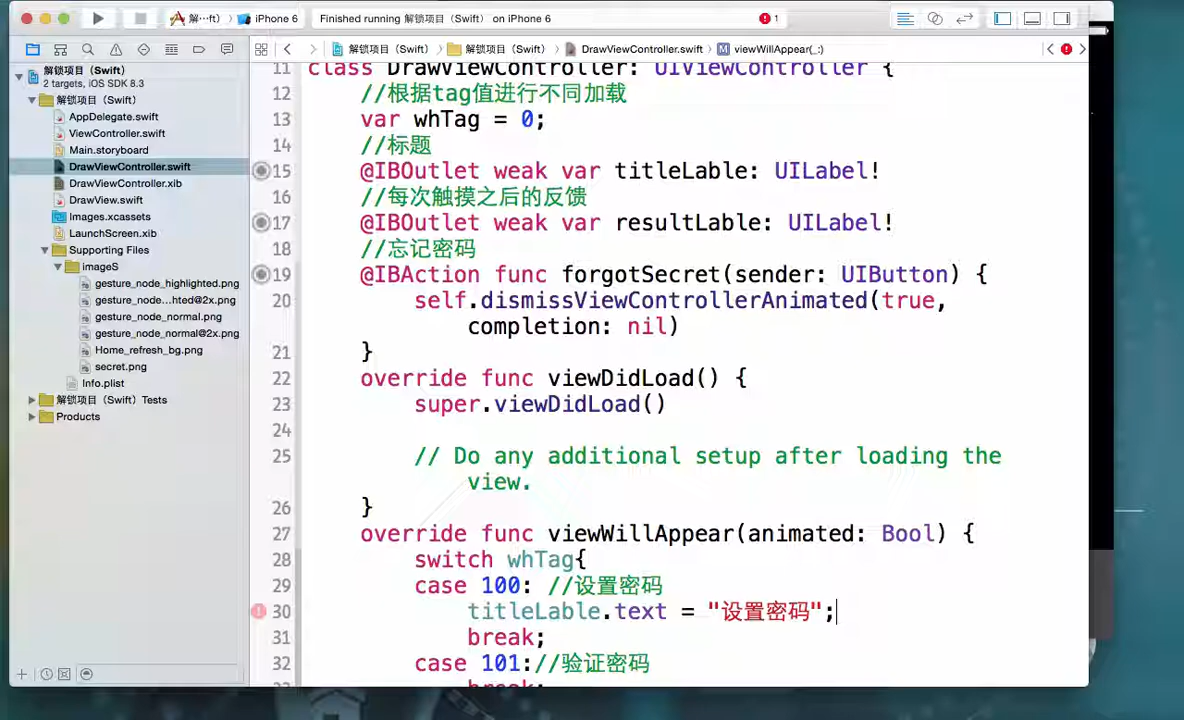 解锁···ft）
iPhone 6
Finished running 解锁项目（Swift）on iPhone 6
1
解锁项目（Swift）
解锁项目（Swift）
DrawViewController.swift
M viewWillAppear(_:)
解锁项目（Swift）
2 targets, iOS SDK 8.3
解锁项目（Swift）
AppDelegate.swift
ViewController.swift
Main.storyboard
DrawViewController.swift
DrawViewController.xib
DrawView.swift
Images.xcassets
LaunchScreen.xib
Supporting Files
imageS
gesture_node_highlighted.png
gesture_node...hted@2x.png
gesture_node_normal.png
gesture_node_normal@2x.png
Home_refresh_bg.png
secret.png
Info.plist
解锁项目（Swift）Tests
Products
11 class DrawViewController: UIViewController {
12 //根据tag值进行不同加载
13 var whTag = 0;
14 //标题
15 @IBOutlet weak var titleLable: UILabel!
16 //每次触摸之后的反馈
17 @IBOutlet weak var resultLable: UILabel!
18 //忘记密码
19 @IBAction func forgotSecret(sender: UIButton) {
20 self.dismissViewControllerAnimated(true,
completion: nil)
21 }
22 override func viewDidLoad() {
23 super.viewDidLoad()
24
25 // Do any additional setup after loading the
view.
26 }
27 override func viewWillAppear(animated: Bool) {
28 switch whTag{
29 case 100: //设置密码
30 titleLable.text = "设置密码";
31 break;
32 case 101://验证密码
33 break;